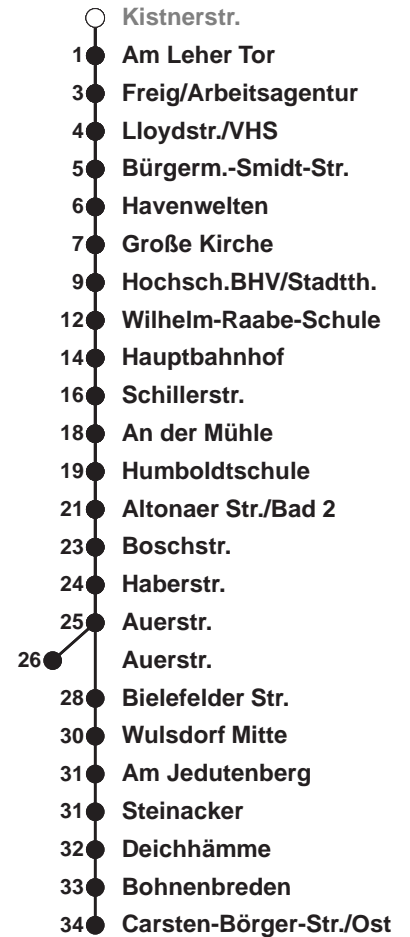 Kistnerstr.
1 Am Leher Tor
3 Freig/Arbeitsagentur
4 Lloydstr./VHS
5 Bürgerm.-Smidt-Str.
6 Havenwelten
7 Große Kirche
9 Hochsch.BHV/Stadtth.
12 Wilhelm-Raabe-Schule
14 Hauptbahnhof
16 Schillerstr.
18 An der Mühle
19 Humboldtschule
21 Altonaer Str./Bad 2
23 Boschstr.
24 Haberstr.
25 Auerstr.
26 Auerstr.
28 Bielefelder Str.
30 Wulsdorf Mitte
31 Am Jedutenberg
31 Steinacker
32 Deichhämme
33 Bohnenbreden
34 Carsten-Börger-Str./Ost